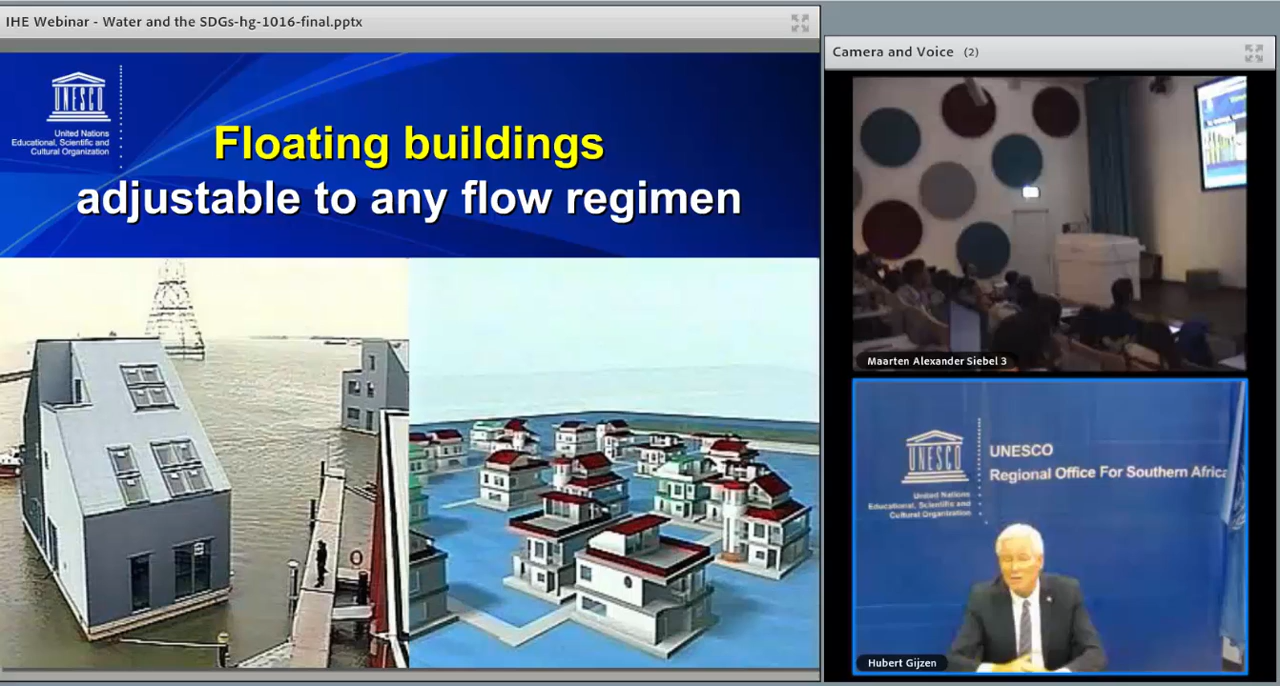 IHE Webinar - Water and the SDGs-hg-1016-final.pptx
UNESCO
United Nations
Educational, Scientific and
Cultural Organization
Floating buildings
adjustable to any flow regimen
Camera and Voice (2)
Maarten Alexander Siebel 3
UNESCO
United Nations
Educational, Scientific and
Cultural Organization
UNESCO
Regional Office For Southern Africa
Hubert Gijzen